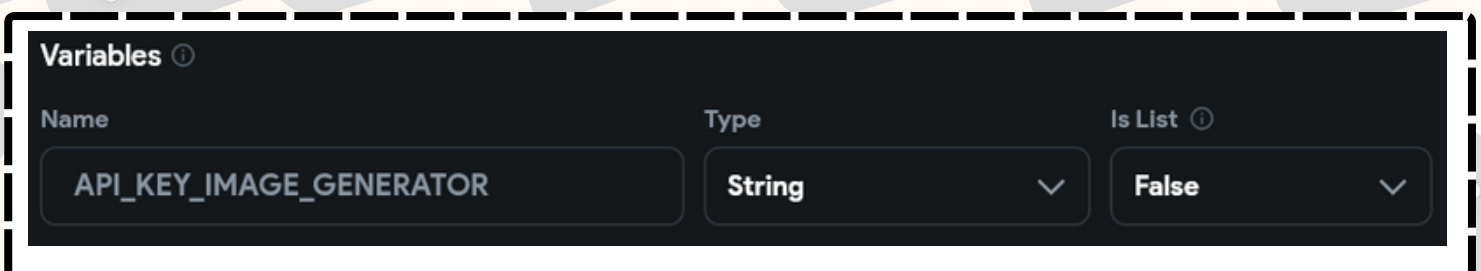 Variables
Name Type Is List
API_KEY_IMAGE_GENERATOR String False